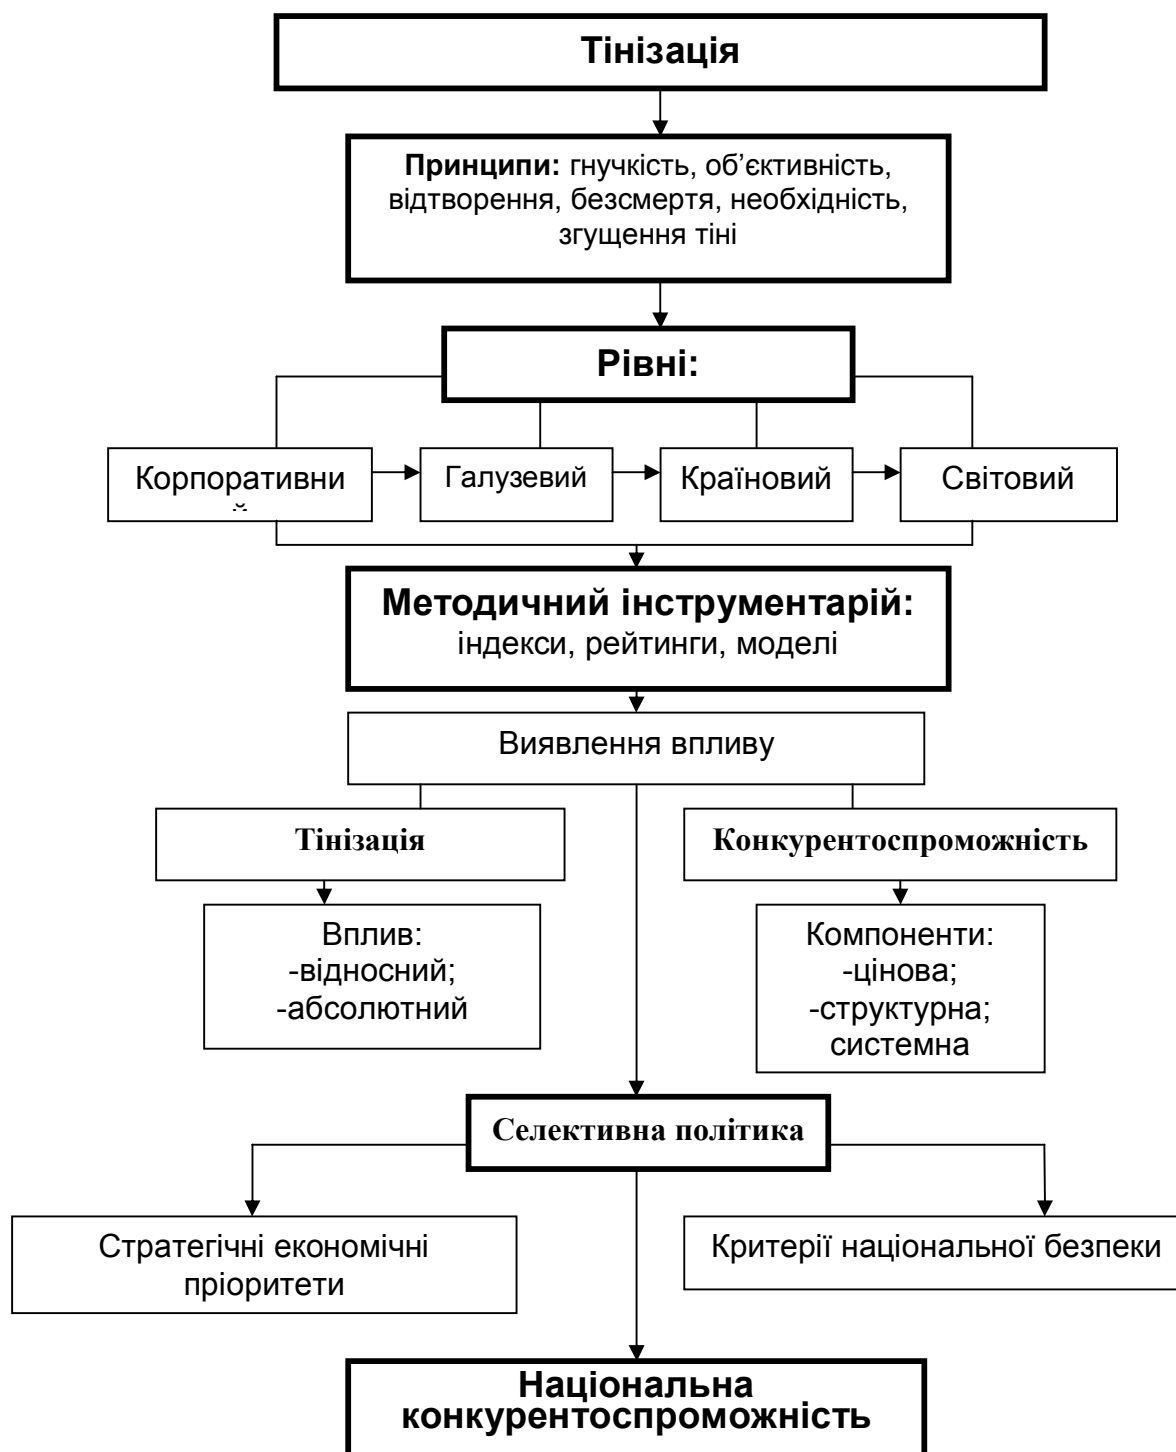 Тінізація
Принципи: гнучкість, об’єктивність,
відтворення, безсмертя, необхідність,
згущення тіні
Рівні:
Корпоративни
й
Галузевий
Країновий
Світовий
Методичний інструментарій:
індекси, рейтинги, моделі
Виявлення впливу
Тінізація
Конкурентоспроможність
Вплив:
-відносний;
-абсолютний
Компоненти:
-цінова;
-структурна;
системна
Селективна політика
Стратегічні економічні
пріоритети
Критерії національної безпеки
Національна
конкурентоспроможність